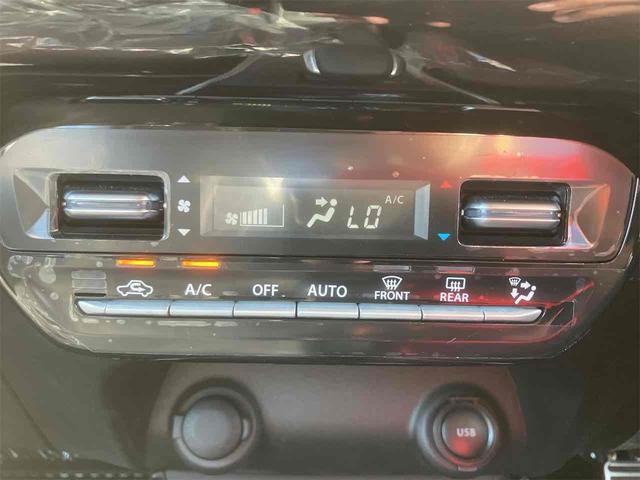 A/C
LO
A/C OFF AUTO FRONT REAR
USB